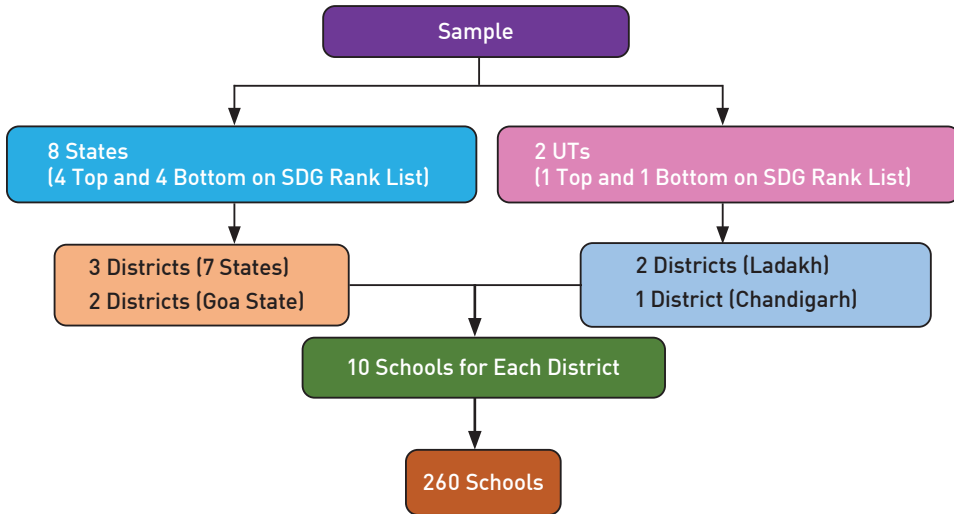 Sample
8 States
(4 Top and 4 Bottom on SDG Rank List)
2 UTs
(1 Top and 1 Bottom on SDG Rank List)
3 Districts (7 States)
2 Districts (Goa State)
2 Districts (Ladakh)
1 District (Chandigarh)
10 Schools for Each District
260 Schools